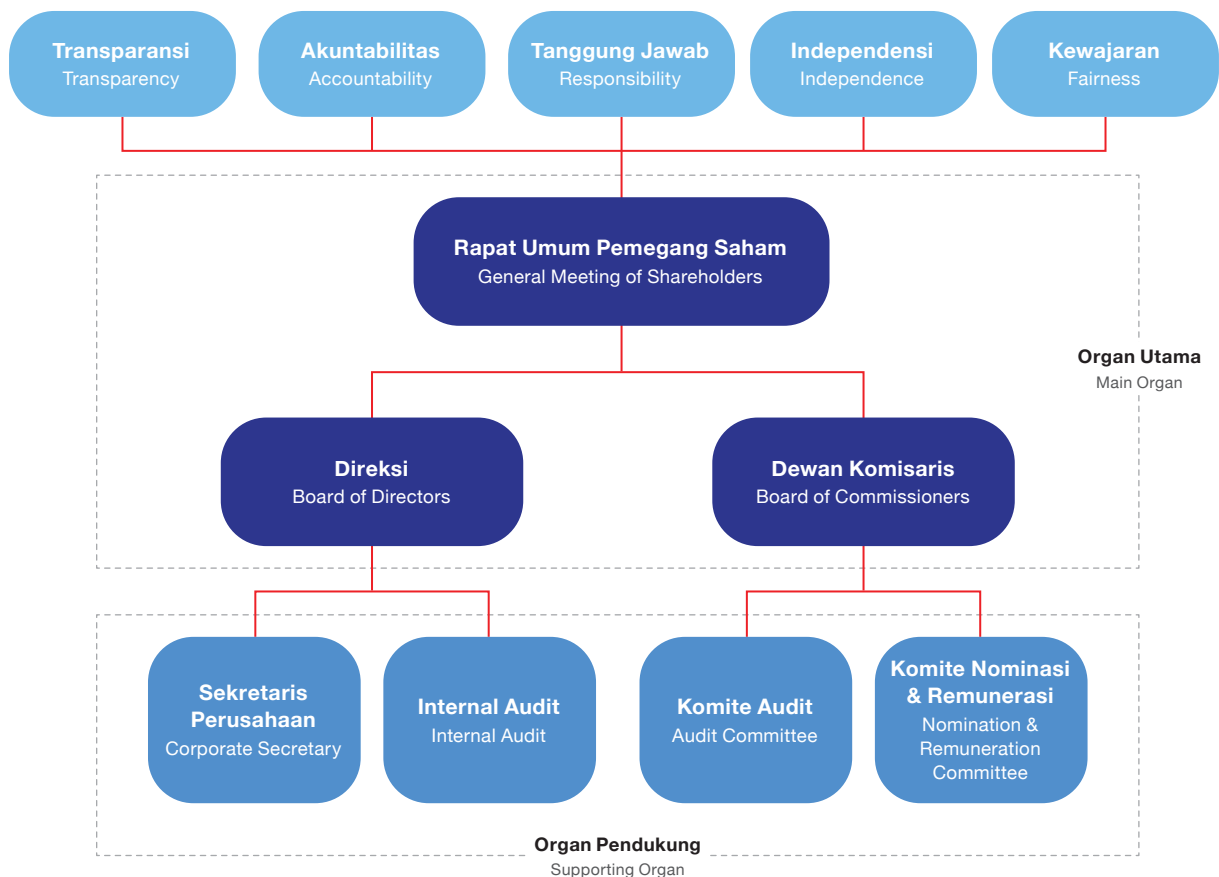 Transparansi
Transparency
Akuntabilitas
Accountability
Tanggung Jawab
Responsibility
Independensi
Independence
Kewajaran
Fairness
Rapat Umum Pemegang Saham
General Meeting of Shareholders
Organ Utama
Main Organ
Direksi
Board of Directors
Dewan Komisaris
Board of Commissioners
Sekretaris
Perusahaan
Corporate Secretary
Internal Audit
Internal Audit
Komite Audit
Audit Committee
Komite Nominasi
& Remunerasi
Nomination &
Remuneration
Committee
Organ Pendukung
Supporting Organ